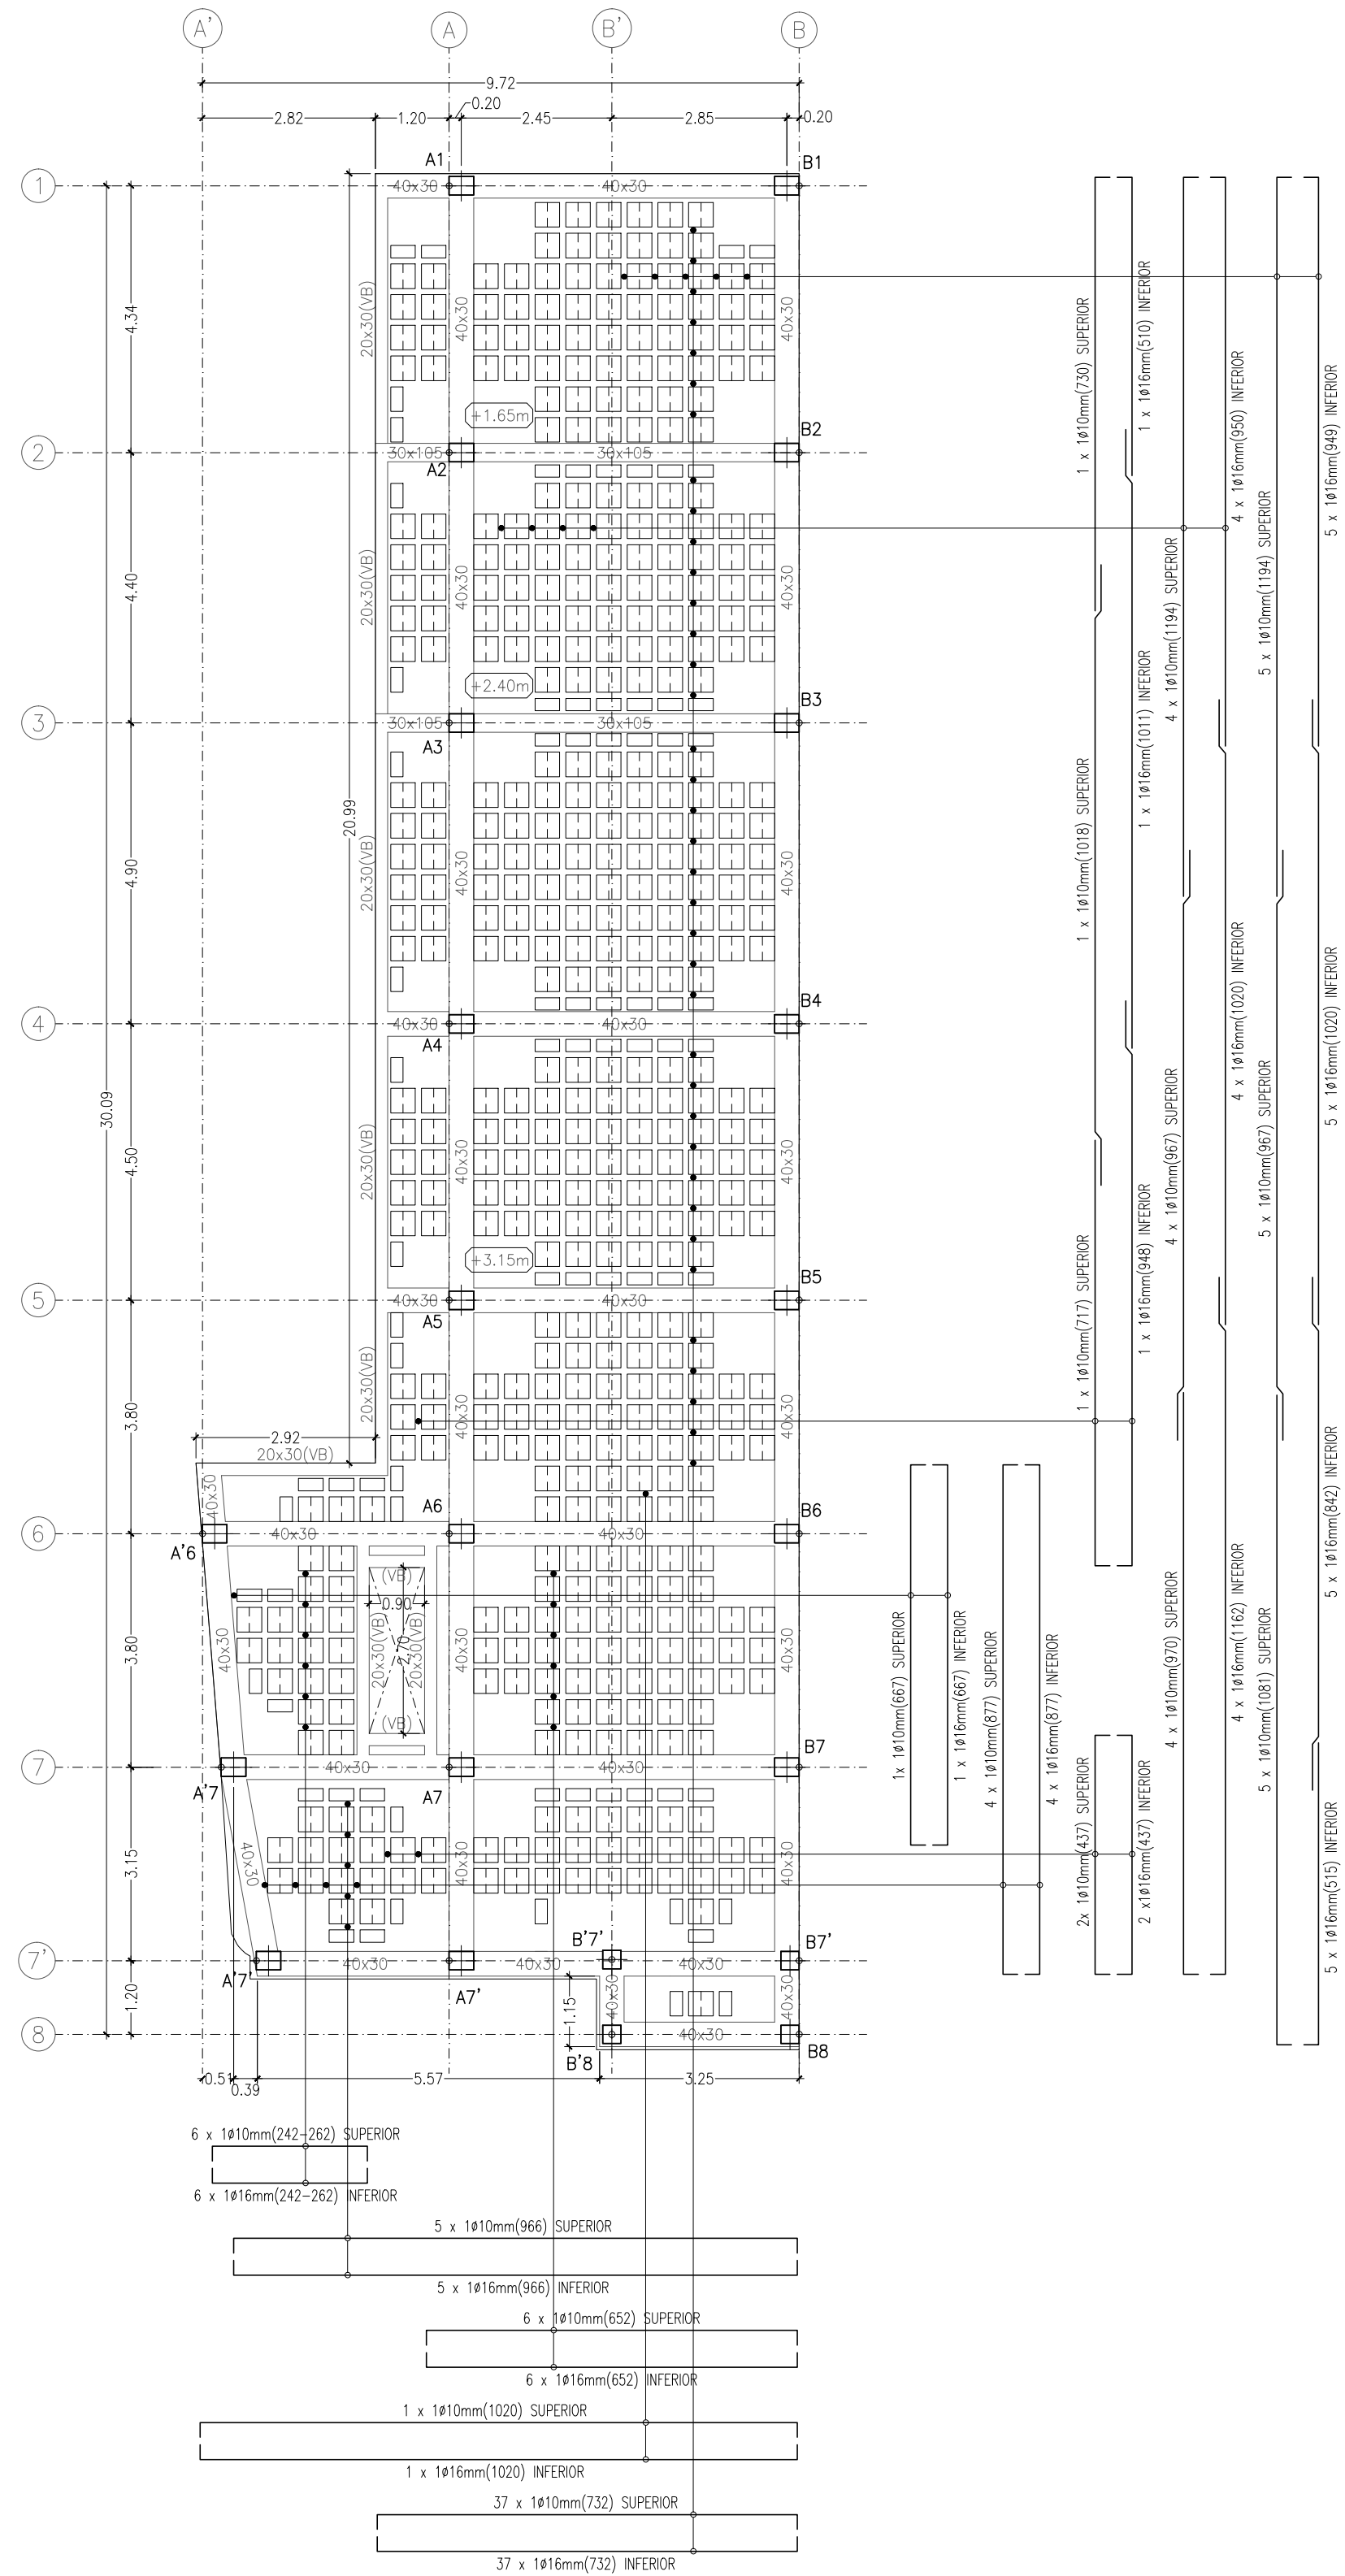 A'
A
B'
B
9.72
0.20
2.82
1.20
2.45
2.85
0.20
A1
B1
1
40x30
40x30
4.34
20x30(VB)
40x30
40x30
1 x 1ø10mm(730) SUPERIOR
1 x 1ø16mm(510) INFERIOR
+1.65m
B2
2
30x105
30x105
A2
4 x 1ø16mm(950) INFERIOR
5 x 1ø16mm(949) INFERIOR
4.40
20x30(VB)
40x30
40x30
4 x 1ø10mm(1194) SUPERIOR
5 x 1ø10mm(1194) SUPERIOR
+2.40m
B3
3
30x105
30x105
A3
20.99
4.90
20x30(VB)
40x30
40x30
1 x 1ø10mm(1018) SUPERIOR
1 x 1ø16mm(1011) INFERIOR
B4
4
40x30
40x30
A4
4 x 1ø16mm(1020) INFERIOR
5 x 1ø16mm(1020) INFERIOR
30.09
4.50
20x30(VB)
40x30
40x30
4 x 1ø10mm(967) SUPERIOR
5 x 1ø10mm(967) SUPERIOR
+3.15m
B5
5
40x30
40x30
A5
1 x 1ø10mm(717) SUPERIOR
1 x 1ø16mm(948) INFERIOR
3.80
20x30(VB)
40x30
40x30
2.92
20x30(VB)
40x30
A6
B6
6
40x30
40x30
A'6
5 x 1ø16mm(842) INFERIOR
(VB)
0.90
3.80
40x30
20x30(VB)
2.70
20x30(VB)
40x30
40x30
(VB)
1x 1ø10mm(667) SUPERIOR
1 x 1ø16mm(667) INFERIOR
4 x 1ø10mm(877) SUPERIOR
4 x 1ø16mm(877) INFERIOR
4 x 1ø10mm(970) SUPERIOR
4 x 1ø16mm(1162) INFERIOR
5 x 1ø10mm(1081) SUPERIOR
B7
7
40x30
40x30
A'7
A7
3.15
40x30
40x30
40x30
2x 1ø10mm(437) SUPERIOR
2 x1ø16mm(437) INFERIOR
5 x 1ø16mm(515) INFERIOR
B'7'
B7'
7'
40x30
40x30
40x30
A'7'
A7'
1.20
1.15
40x30
40x30
8
40x30
B'8
B8
0.51
0.39
5.57
3.25
6 x 1ø10mm(242-262) SUPERIOR
6 x 1ø16mm(242-262) INFERIOR
5 x 1ø10mm(966) SUPERIOR
5 x 1ø16mm(966) INFERIOR
6 x 1ø10mm(652) SUPERIOR
6 x 1ø16mm(652) INFERIOR
1 x 1ø10mm(1020) SUPERIOR
1 x 1ø16mm(1020) INFERIOR
37 x 1ø10mm(732) SUPERIOR
37 x 1ø16mm(732) INFERIOR